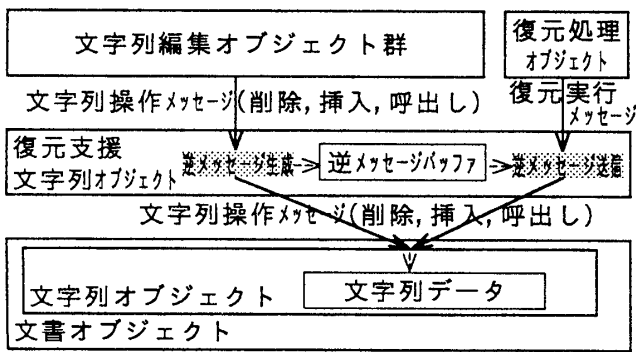 文字列編集オブジェクト群
復元処理
オブジェクト
文字列操作メッセージ(削除,挿入,呼出し)
復元実行
メッセージ
復元支援
文字列オブジェクト
逆メッセージ生成
逆メッセージバッファ
逆メッセージ送信
文字列操作メッセージ(削除,挿入,呼出し)
文字列オブジェクト
文字列データ
文書オブジェクト